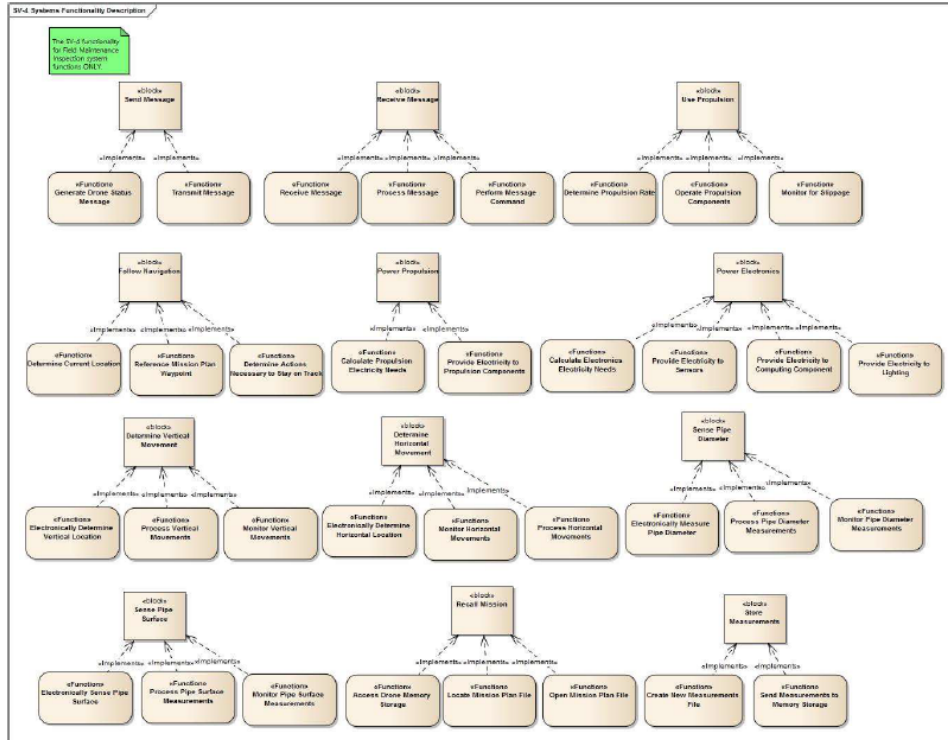 SV-4 Systems Functionality Description
The SV-4 functionality
for Field Maintenance
Inspection system
functions ONLY.
«block»
Send Message
«block»
Receive Message
«block»
Use Propulsion
«Implements»
«Implements»
«Implements»
«Implements»
«Implements»
«Implements»
«Implements»
«Implements»
«Function»
Generate Drone Status
Message
«Function»
Transmit Message
«Function»
Receive Message
«Function»
Process Message
«Function»
Perform Message
Command
«Function»
Determine Propulsion Rate
«Function»
Operate Propulsion
Components
«Function»
Monitor for Slippage
«block»
Follow Navigation
«block»
Power Propulsion
«block»
Power Electronics
«Implements»
«Implements»
«Implements»
«Implements»
«Implements»
«Implements»
«Implements»
«Implements»
«Implements»
«Function»
Determine Current Location
«Function»
Reference Mission Plan
Waypoint
«Function»
Determine Actions
Necessary to Stay on Track
«Function»
Calculate Propulsion
Electricity Needs
«Function»
Provide Electricity to
Propulsion Components
«Function»
Calculate Electronics
Electricity Needs
«Function»
Provide Electricity to
Sensors
«Function»
Provide Electricity to
Computing Component
«Function»
Provide Electricity to
Lighting
«block»
Determine Vertical
Movement
«block»
Determine
Horizontal
Movement
«block»
Sense Pipe
Diameter
«Implements»
«Implements»
«Implements»
«Implements»
«Implements»
Implements»
«Implements»
«Implements»
«Implements»
«Function»
Electronically Determine
Vertical Location
«Function»
Process Vertical
Movements
«Function»
Monitor Vertical
Movements
«Function»
Electronically Determine
Horizontal Location
«Function»
Monitor Horizontal
Movements
«Function»
Process Horizontal
Movements
«Function»
Electronically Measure
Pipe Diameter
«Function»
Process Pipe Diameter
Measurements
«Function»
Monitor Pipe Diameter
Measurements
«block»
Sense Pipe
Surface
«block»
Recall Mission
«block»
Store
Measurements
«Implements»
«Implements»
«Implements»
«Implements»
«Implements»
«Implements»
«Implements»
«Implements»
«Function»
Electronically Sense Pipe
Surface
«Function»
Process Pipe Surface
Measurements
«Function»
Monitor Pipe Surface
Measurements
«Function»
Access Drone Memory
Storage
«Function»
Locate Mission Plan File
«Function»
Open Mission Plan File
«Function»
Create New Measurements
File
«Function»
Send Measurements to
Memory Storage